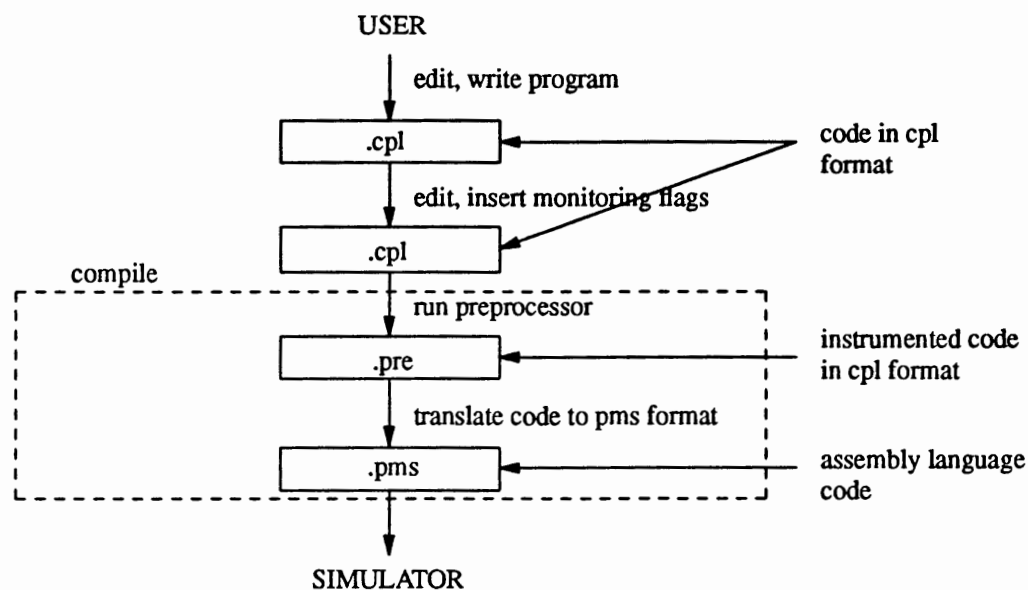 USER
edit, write program
.cpl
code in cpl
format
edit, insert monitoring flags
.cpl
compile
run preprocessor
.pre
instrumented code
in cpl format
translate code to pms format
.pms
assembly language
code
SIMULATOR